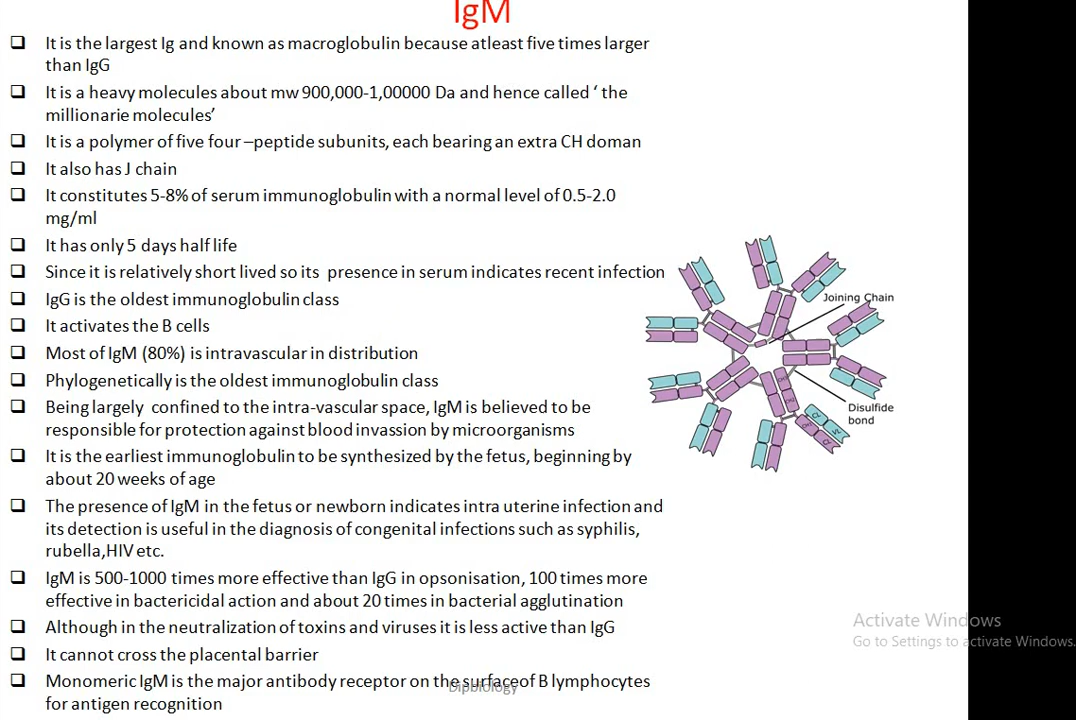 IgM
It is the largest Ig and known as macroglobulin because atleast five times larger
than IgG
It is a heavy molecules about mw 900,000-1,00000 Da and hence called ‘ the
millionarie molecules’
It is a polymer of five four –peptide subunits, each bearing an extra CH doman
It also has J chain
It constitutes 5-8% of serum immunoglobulin with a normal level of 0.5-2.0
mg/ml
It has only 5 days half life
Since it is relatively short lived so its presence in serum indicates recent infection
IgG is the oldest immunoglobulin class
It activates the B cells
Most of IgM (80%) is intravascular in distribution
Phylogenetically is the oldest immunoglobulin class
Being largely confined to the intra-vascular space, IgM is believed to be
responsible for protection against blood invassion by microorganisms
It is the earliest immunoglobulin to be synthesized by the fetus, beginning by
about 20 weeks of age
The presence of IgM in the fetus or newborn indicates intra uterine infection and
its detection is useful in the diagnosis of congenital infections such as syphilis,
rubella,HIV etc.
IgM is 500-1000 times more effective than IgG in opsonisation, 100 times more
effective in bactericidal action and about 20 times in bacterial agglutination
Although in the neutralization of toxins and viruses it is less active than IgG
It cannot cross the placental barrier
Monomeric IgM is the major antibody receptor on the surface of B lymphocytes
for antigen recognition
Dipbiology
Joining Chain
Disulfide
bond
Activate Windows
Go to Settings to activate Windows.